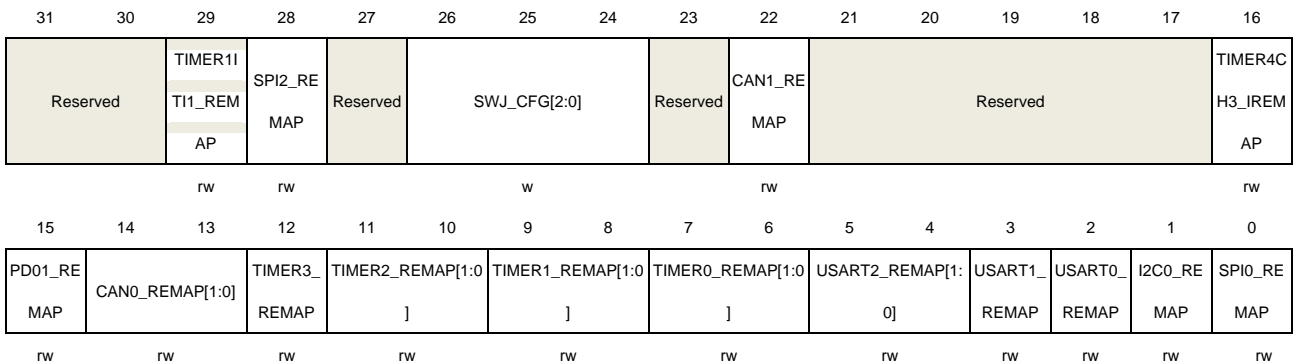 31 30 29 28 27 26 25 24 23 22 21 20 19 18 17 16
Reserved
TIMER1I
TI1_REM
AP
SPI2_RE
MAP
Reserved
SWJ_CFG[2:0]
Reserved
CAN1_RE
MAP
Reserved
TIMER4C
H3_IREM
AP
rw rw w rw rw
15 14 13 12 11 10 9 8 7 6 5 4 3 2 1 0
PD01_RE
MAP
CAN0_REMAP[1:0]
TIMER3_
REMAP
TIMER2_REMAP[1:0
]
TIMER1_REMAP[1:0
]
TIMER0_REMAP[1:0
]
USART2_REMAP[1:
0]
USART1_
REMAP
USART0_
REMAP
I2C0_RE
MAP
SPI0_RE
MAP
rw rw rw rw rw rw rw rw rw rw rw